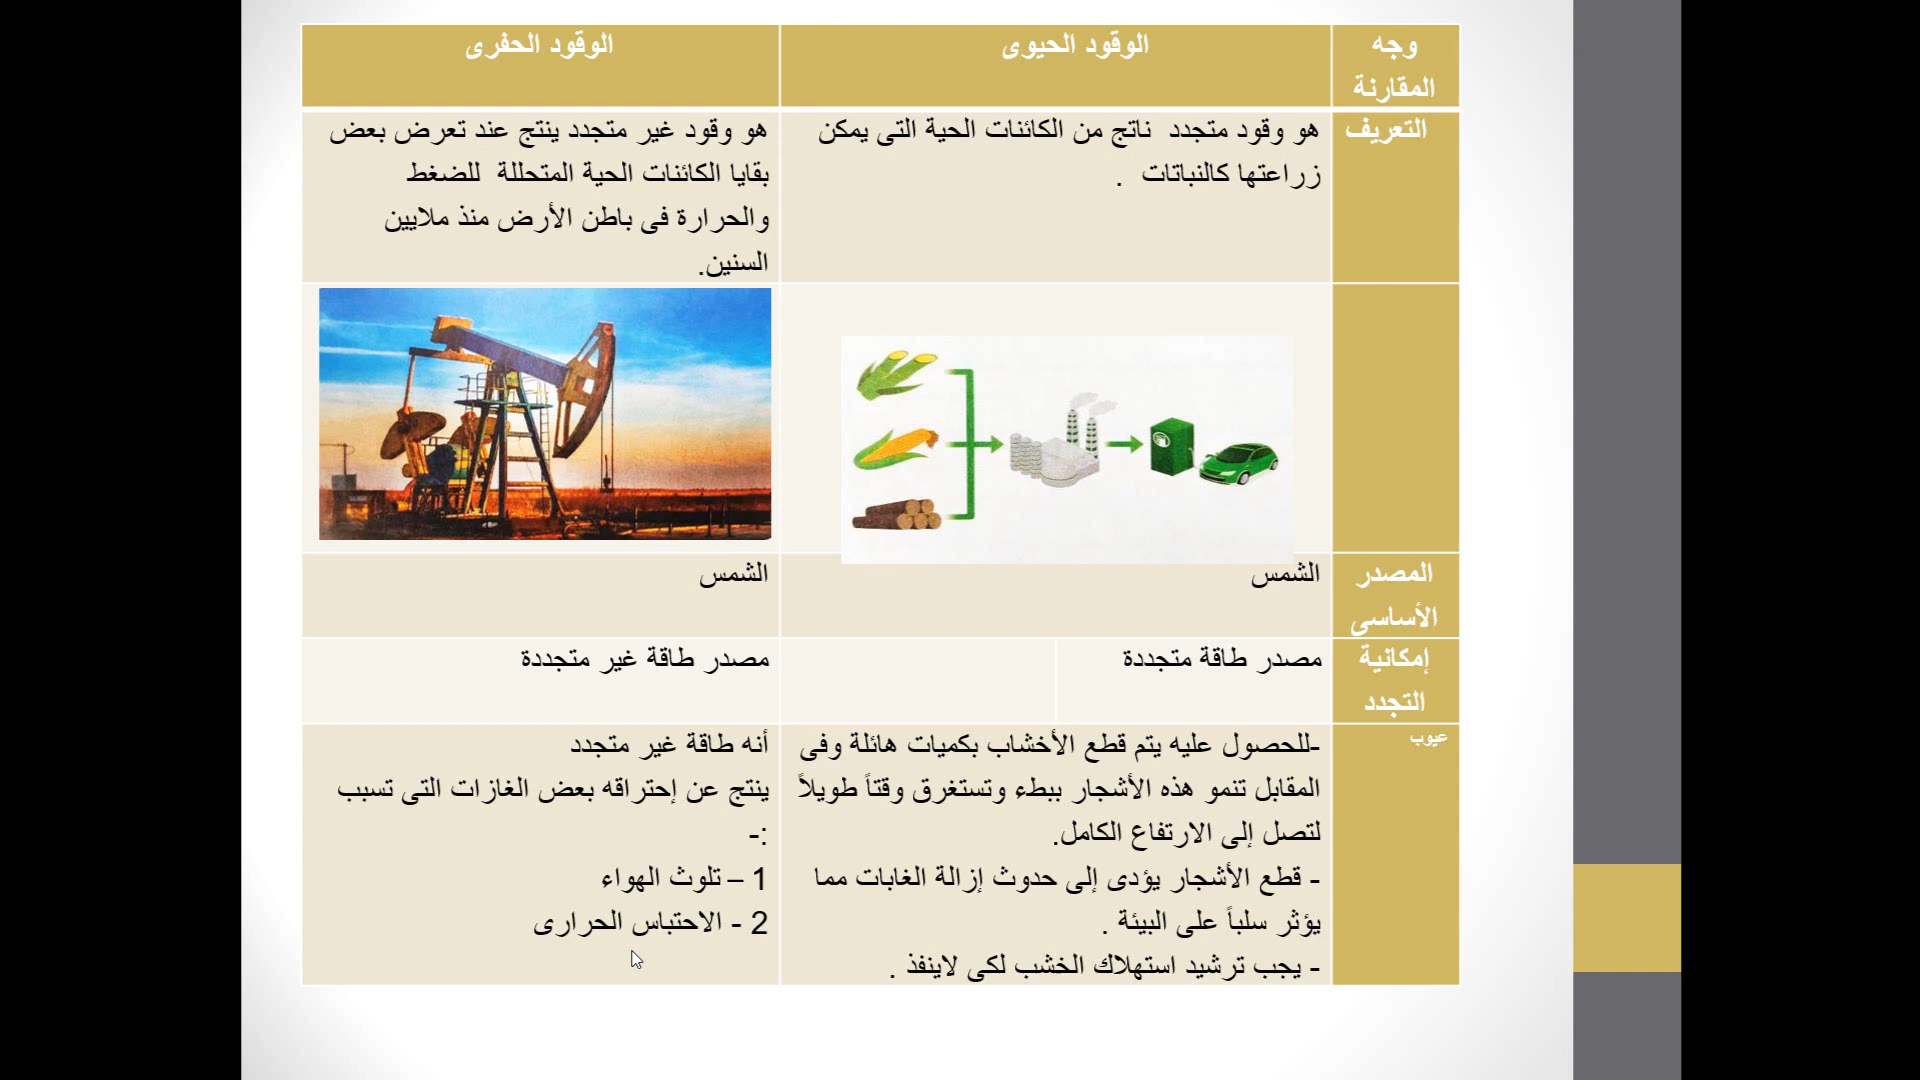 وجه
المقارنة
الوقود الحيوى
الوقود الحفرى
التعريف
هو وقود متجدد ناتج من الكائنات الحية التى يمكن
زراعتها كالنباتات .
هو وقود غير متجدد ينتج عند تعرض بعض
بقايا الكائنات الحية المتحللة للضغط
والحرارة فى باطن الأرض منذ ملايين
السنين.
المصدر
الأساسى
الشمس
الشمس
إمكانية
التجدد
مصدر طاقة متجددة
مصدر طاقة غير متجددة
عيوب
-للحصول عليه يتم قطع الأخشاب بكميات هائلة وفى
المقابل تنمو هذه الأشجار ببطء وتستغرق وقتاً طويلاً
لتصل إلى الارتفاع الكامل.
- قطع الأشجار يؤدى إلى حدوث إزالة الغابات مما
يؤثر سلباً على البيئة .
- يجب ترشيد استهلاك الخشب لكى لاينفذ .
أنه طاقة غير متجدد
ينتج عن إحتراقه بعض الغازات التى تسبب
:-
1 – تلوث الهواء
2 - الاحتباس الحرارى